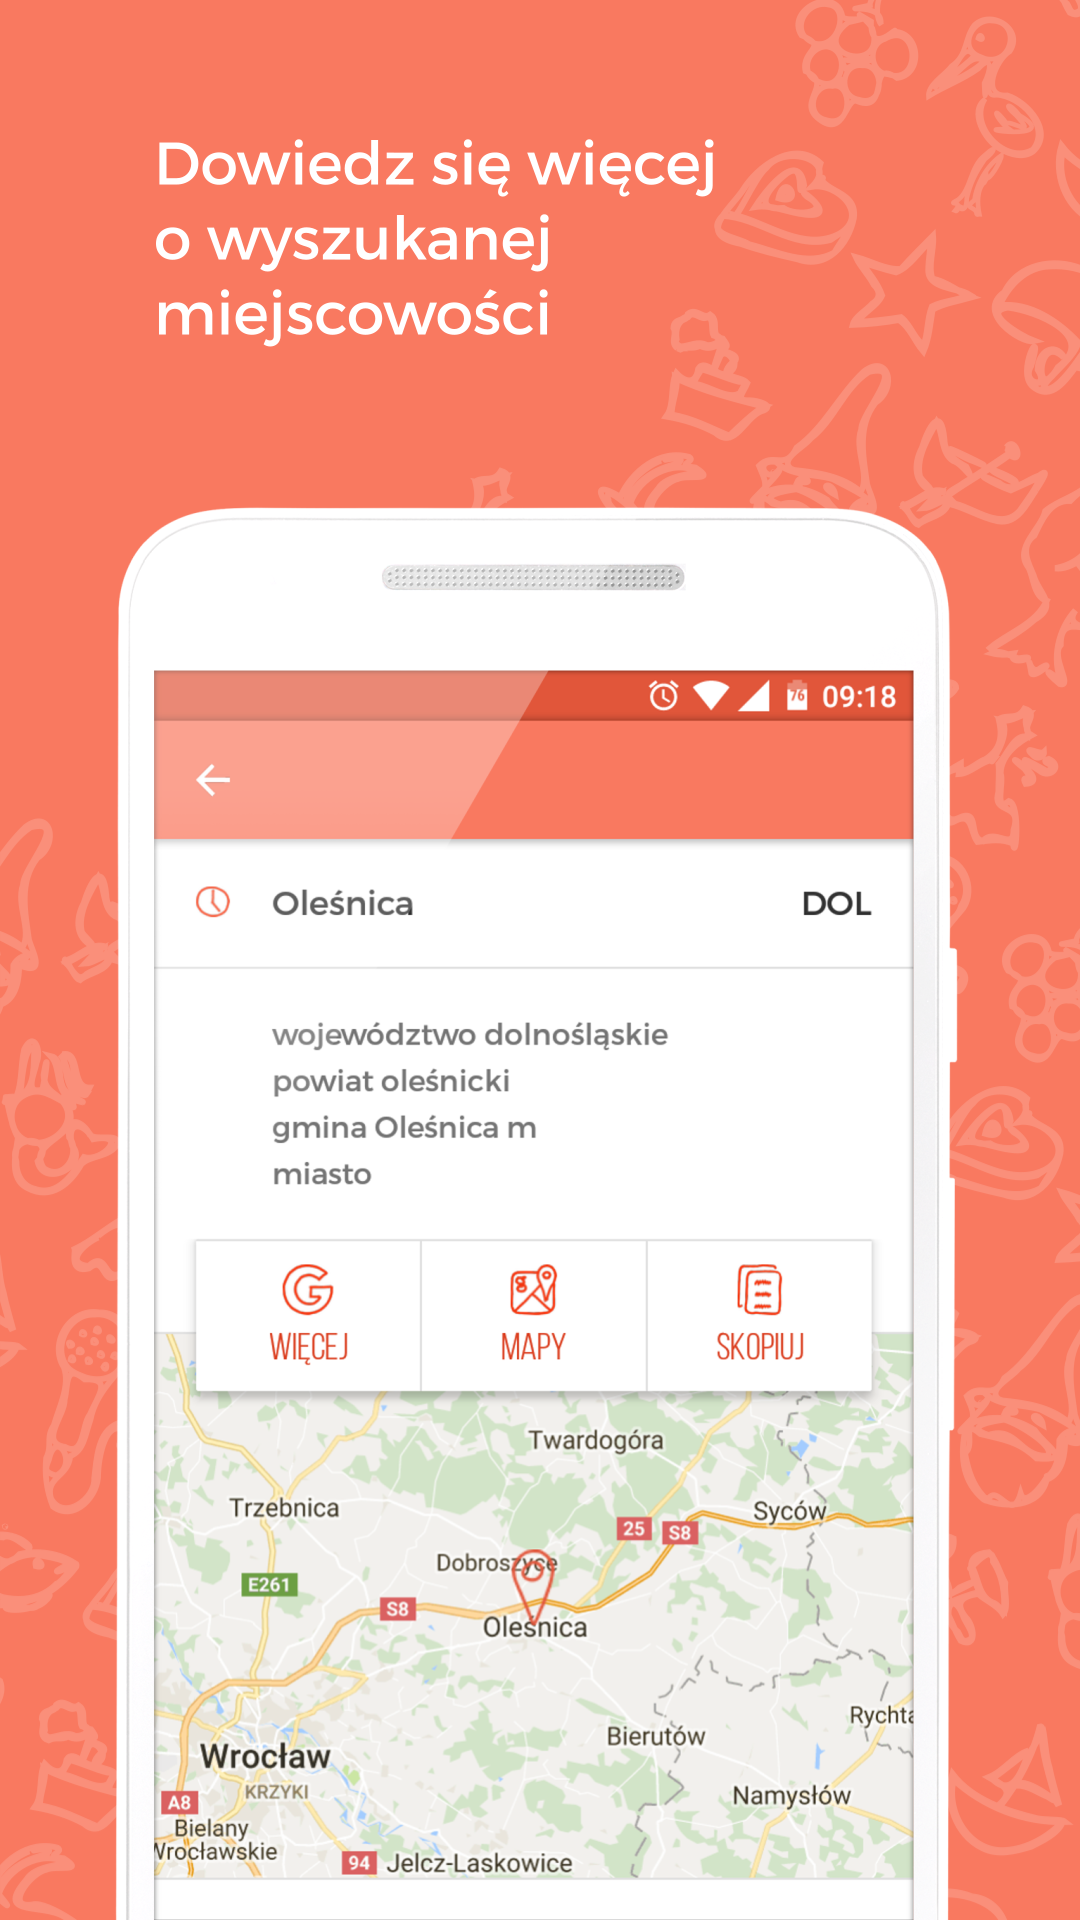 Dowiedz się więcej
o wyszukanej
miejscowości
76 09:18
Oleśnica DOL
województwo dolnośląskie
powiat oleśnicki
gmina Oleśnica m
miasto
WIĘCEJ MAPY SKOPIUJ
Twardogóra
Trzebnica
Syców
25 S8
Dobroszyce
E261
S8
Oleśnica
Rychta
Bierutów
Wrocław
KRZYKI
Namysłów
A8
Bielany
Wrocławskie
94 Jelcz-Laskowice